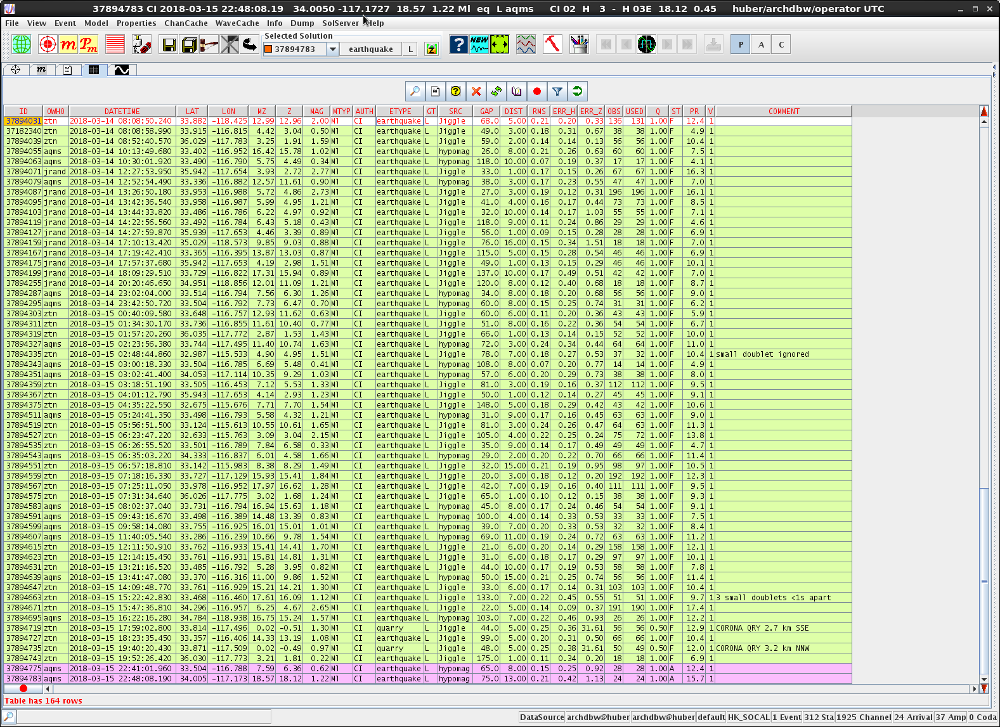 37894783 CI 2018-03-15 22:48:08.19 34.0050 -117.1727 18.57 1.22 Ml eq L aqms CI 02 H 3 - H 03E 18.12 0.45 huber/archdbw/operator UTC
File View Event Model Properties ChanCache WaveCache Info Dump SolServer Help
Selected Solution
37894783 earthquake L
P A C
ID OWHO DATETIME LAT LON MZ Z MAG MTYP AUTH ETYPE GT SRC GAP DIST RMS ERR_H ERR_Z OBS USED Q ST PR V COMMENT
37894031 ztn 2018-03-14 08:08:50.240 33.882 -118.425 12.99 12.96 2.00 Ml CI earthquake L Jiggle 68.0 5.00 0.21 0.20 0.33 136 131 1.00 F 12.4 1
37182340 ztn 2018-03-14 08:08:58.990 33.915 -116.815 4.42 3.04 0.50 Ml CI earthquake L Jiggle 49.0 3.00 0.18 0.31 0.67 38 38 1.00 F 4.9 1
37894039 ztn 2018-03-14 08:52:40.570 36.029 -117.783 3.25 1.91 1.59 Ml CI earthquake L Jiggle 59.0 2.00 0.14 0.14 0.13 56 56 1.00 F 10.4 1
37894055 aqms 2018-03-14 10:13:49.680 33.402 -116.952 16.42 15.78 1.02 Ml CI earthquake L hypomag 26.0 8.00 0.21 0.26 0.63 60 60 1.00 F 7.5 1
37894063 aqms 2018-03-14 10:30:01.920 33.490 -116.790 5.75 4.49 0.34 Ml CI earthquake L hypomag 118.0 10.00 0.07 0.19 0.37 17 17 1.00 F 4.1 1
37894071 jrand 2018-03-14 12:27:53.950 35.942 -117.654 3.93 2.72 2.77 Ml CI earthquake L Jiggle 33.0 1.00 0.17 0.15 0.26 67 67 1.00 F 16.3 1
37894079 aqms 2018-03-14 12:52:54.490 33.336 -116.882 12.57 11.61 0.90 Ml CI earthquake L hypomag 38.0 3.00 0.17 0.23 0.55 47 47 1.00 F 7.0 1
37894087 jrand 2018-03-14 13:26:50.180 33.953 -116.988 5.72 4.86 2.73 Ml CI earthquake L Jiggle 27.0 3.00 0.19 0.12 0.31 196 196 1.00 F 16.1 1
37894095 jrand 2018-03-14 13:42:36.540 33.958 -116.987 5.99 4.95 1.21 Ml CI earthquake L Jiggle 41.0 4.00 0.16 0.17 0.44 73 73 1.00 F 8.5 1
37894103 jrand 2018-03-14 13:44:33.820 33.486 -116.786 6.22 4.97 0.92 Ml CI earthquake L Jiggle 32.0 10.00 0.14 0.17 1.03 55 55 1.00 F 7.1 1
37894119 jrand 2018-03-14 14:22:56.560 33.492 -116.784 6.43 5.18 0.43 Ml CI earthquake L Jiggle 118.0 9.00 0.11 0.24 0.86 29 29 1.00 F 4.6 1
37894127 jrand 2018-03-14 14:27:59.870 35.939 -117.653 4.46 3.39 0.89 Ml CI earthquake L Jiggle 56.0 1.00 0.09 0.15 0.28 28 28 1.00 F 6.9 1
37894159 jrand 2018-03-14 17:10:13.420 35.029 -118.573 9.85 9.03 0.88 Ml CI earthquake L Jiggle 76.0 16.00 0.15 0.34 1.51 18 18 1.00 F 7.0 1
37894167 jrand 2018-03-14 17:19:42.410 33.365 -116.395 13.87 13.03 0.87 Ml CI earthquake L Jiggle 115.0 5.00 0.15 0.28 0.54 46 46 1.00 F 6.9 1
37894175 jrand 2018-03-14 17:57:37.680 35.942 -117.653 4.19 2.98 1.51 Ml CI earthquake L Jiggle 49.0 1.00 0.13 0.15 0.29 46 46 1.00 F 10.1 1
37894199 jrand 2018-03-14 18:09:29.510 33.729 -116.822 17.31 15.94 0.89 Ml CI earthquake L Jiggle 137.0 10.00 0.17 0.49 0.51 42 42 1.00 F 7.0 1
37894255 jrand 2018-03-14 20:20:46.650 34.951 -118.856 12.01 11.09 1.21 Ml CI earthquake L Jiggle 120.0 8.00 0.12 0.40 0.68 18 18 1.00 F 8.7 1
37894287 aqms 2018-03-14 23:02:04.000 33.514 -116.794 7.56 6.30 1.26 Ml CI earthquake L hypomag 34.0 8.00 0.18 0.20 0.68 56 56 1.00 F 9.0 1
37894295 aqms 2018-03-14 23:42:50.720 33.504 -116.792 7.73 6.47 0.70 Ml CI earthquake L hypomag 60.0 8.00 0.15 0.25 0.74 31 31 1.00 F 6.2 1
37894303 ztn 2018-03-15 00:40:09.580 33.648 -116.757 12.93 11.62 0.63 Ml CI earthquake L Jiggle 60.0 6.00 0.11 0.20 0.36 43 43 1.00 F 5.9 1
37894311 ztn 2018-03-15 01:34:30.170 33.736 -116.855 11.61 10.40 0.77 Ml CI earthquake L Jiggle 51.0 8.00 0.16 0.22 0.36 54 54 1.00 F 6.7 1
37894319 ztn 2018-03-15 01:57:20.260 36.035 -117.772 2.87 1.53 1.43 Ml CI earthquake L Jiggle 66.0 1.00 0.13 0.14 0.15 52 52 1.00 F 10.0 1
37894327 aqms 2018-03-15 02:23:56.380 33.744 -117.495 11.40 10.74 1.63 Ml CI earthquake L hypomag 72.0 3.00 0.24 0.34 0.44 64 64 1.00 F 11.0 1
37894335 ztn 2018-03-15 02:48:44.860 32.987 -115.533 4.90 4.95 1.51 Ml CI earthquake L Jiggle 78.0 7.00 0.18 0.27 0.53 37 32 1.00 F 10.4 1 small doublet ignored
37894343 aqms 2018-03-15 03:00:18.330 33.504 -116.785 6.69 5.48 0.41 Ml CI earthquake L hypomag 108.0 8.00 0.07 0.20 0.77 14 14 1.00 F 4.9 1
37894351 aqms 2018-03-15 03:02:41.400 34.053 -117.114 10.35 9.29 1.03 Ml CI earthquake L hypomag 57.0 6.00 0.20 0.29 0.73 38 38 1.00 F 8.0 1
37894359 ztn 2018-03-15 03:18:51.190 33.505 -116.453 7.12 5.53 1.33 Ml CI earthquake L Jiggle 81.0 3.00 0.19 0.16 0.37 112 112 1.00 F 9.5 1
37894367 ztn 2018-03-15 04:01:12.790 35.943 -117.653 4.14 2.93 1.23 Ml CI earthquake L Jiggle 50.0 1.00 0.12 0.14 0.27 45 45 1.00 F 9.1 1
37894375 ztn 2018-03-15 04:35:22.550 32.625 -115.676 7.71 7.70 1.54 Ml CI earthquake L Jiggle 148.0 5.00 0.18 0.29 0.42 43 42 1.00 F 10.6 1
37894511 aqms 2018-03-15 05:24:41.350 33.498 -116.793 5.58 4.32 1.21 Ml CI earthquake L hypomag 31.0 9.00 0.17 0.16 0.45 63 63 1.00 F 9.0 1
37894519 ztn 2018-03-15 05:56:51.500 33.124 -115.613 10.55 10.61 1.65 Ml CI earthquake L Jiggle 81.0 3.00 0.24 0.26 0.47 64 63 1.00 F 11.3 1
37894527 ztn 2018-03-15 06:23:47.220 32.633 -115.763 3.09 3.04 2.15 Ml CI earthquake L Jiggle 105.0 4.00 0.22 0.25 0.24 75 72 1.00 F 13.8 1
37894535 ztn 2018-03-15 06:26:55.520 33.501 -116.789 7.84 6.58 0.33 Ml CI earthquake L Jiggle 35.0 9.00 0.14 0.17 0.49 49 49 1.00 F 4.7 1
37894543 aqms 2018-03-15 06:35:03.220 34.333 -116.837 6.01 4.58 1.66 Ml CI earthquake L hypomag 29.0 2.00 0.20 0.22 0.70 66 66 1.00 F 11.4 1
37894551 ztn 2018-03-15 06:57:18.810 33.142 -115.983 8.38 8.29 1.49 Ml CI earthquake L Jiggle 32.0 15.00 0.21 0.19 0.95 98 97 1.00 F 10.5 1
37894559 ztn 2018-03-15 07:18:16.330 33.727 -117.129 15.93 15.41 1.84 Ml CI earthquake L Jiggle 20.0 3.00 0.18 0.12 0.20 192 192 1.00 F 12.3 1
37894567 ztn 2018-03-15 07:25:11.050 33.978 -116.952 17.97 16.62 1.28 Ml CI earthquake L Jiggle 42.0 7.00 0.19 0.16 0.40 111 111 1.00 F 9.5 1
37894575 ztn 2018-03-15 07:31:34.640 36.026 -117.775 3.02 1.68 1.24 Ml CI earthquake L Jiggle 65.0 1.00 0.10 0.12 0.15 38 38 1.00 F 9.3 1
37894583 aqms 2018-03-15 08:02:37.040 33.731 -116.794 16.94 15.63 1.18 Ml CI earthquake L hypomag 45.0 8.00 0.17 0.24 0.46 54 54 1.00 F 9.1 1
37894591 aqms 2018-03-15 09:43:16.670 33.498 -116.389 14.48 13.39 0.83 Ml CI earthquake L hypomag 100.0 4.00 0.14 0.33 0.53 33 33 1.00 F 7.5 1
37894599 aqms 2018-03-15 09:58:14.080 33.755 -116.925 16.01 15.01 1.01 Ml CI earthquake L hypomag 39.0 7.00 0.20 0.33 0.53 32 32 1.00 F 8.4 1
37894607 aqms 2018-03-15 11:40:05.540 33.286 -116.239 10.66 9.78 1.54 Ml CI earthquake L hypomag 69.0 11.00 0.19 0.24 0.72 63 63 1.00 F 11.2 1
37894615 ztn 2018-03-15 12:11:50.910 33.762 -116.933 15.41 14.41 1.70 Ml CI earthquake L Jiggle 21.0 6.00 0.20 0.14 0.29 158 158 1.00 F 12.1 1
37894623 ztn 2018-03-15 12:14:15.450 33.761 -116.931 15.81 14.81 1.31 Ml CI earthquake L Jiggle 31.0 6.00 0.18 0.17 0.29 97 97 1.00 F 10.1 1
37894631 ztn 2018-03-15 13:21:16.520 33.485 -116.792 5.28 3.95 0.82 Ml CI earthquake L Jiggle 44.0 10.00 0.17 0.19 0.53 58 58 1.00 F 7.8 1
37894639 aqms 2018-03-15 13:41:47.080 33.370 -116.316 11.00 9.86 1.52 Ml CI earthquake L hypomag 50.0 15.00 0.21 0.25 0.74 56 56 1.00 F 11.4 1
37894647 ztn 2018-03-15 14:09:48.770 33.761 -116.929 15.21 14.21 1.30 Ml CI earthquake L Jiggle 33.0 6.00 0.17 0.14 0.31 103 103 1.00 F 10.4 1
37894663 ztn 2018-03-15 15:22:42.830 33.468 -116.460 17.61 16.09 1.12 Ml CI earthquake L Jiggle 133.0 7.00 0.22 0.45 0.55 51 51 1.00 F 9.7 1 3 small doublets <1s apart
37894671 ztn 2018-03-15 15:47:36.810 34.296 -116.957 6.25 4.67 2.65 Ml CI earthquake L Jiggle 22.0 5.00 0.14 0.09 0.37 191 190 1.00 F 17.4 1
37894695 aqms 2018-03-15 16:22:16.280 34.784 -118.938 16.75 15.24 1.57 Ml CI earthquake L hypomag 103.0 7.00 0.22 0.46 0.93 26 26 1.00 F 12.2 1
37894719 ztn 2018-03-15 17:59:02.800 33.814 -117.496 0.02 -0.51 1.30 Ml CI quarry L Jiggle 44.0 5.00 0.25 0.36 31.61 56 56 0.50 F 12.9 1 CORONA QRY 2.7 km SSE
37894727 ztn 2018-03-15 18:23:35.450 33.357 -116.406 14.33 13.19 1.08 Ml CI earthquake L Jiggle 99.0 5.00 0.20 0.31 0.50 66 66 1.00 F 10.4 1
37894735 ztn 2018-03-15 19:40:20.430 33.871 -117.509 0.02 -0.49 0.97 Ml CI quarry L Jiggle 48.0 5.00 0.25 0.38 31.61 50 49 0.50 F 12.0 1 CORONA QRY 3.2 km NNW
37894743 ztn 2018-03-15 19:52:26.420 36.030 -117.773 3.21 1.81 0.22 Ml CI earthquake L Jiggle 175.0 1.00 0.11 0.34 0.20 18 18 1.00 F 6.9 1
37894775 aqms 2018-03-15 22:41:01.960 33.504 -116.788 7.59 6.36 0.62 Ml CI earthquake L hypomag 65.0 8.00 0.15 0.25 0.92 28 28 1.00 A 12.4 1
37894783 aqms 2018-03-15 22:48:08.190 34.005 -117.173 18.57 18.12 1.22 Ml CI earthquake L hypomag 75.0 13.00 0.21 0.42 1.13 24 24 1.00 A 15.7 1
Table has 164 rows
DataSource archdbw@huber archdbw@huber default HK_SOCAL 1 Event 312 Sta 1925 Channel 24 Arrival 37 Amp 0 Coda